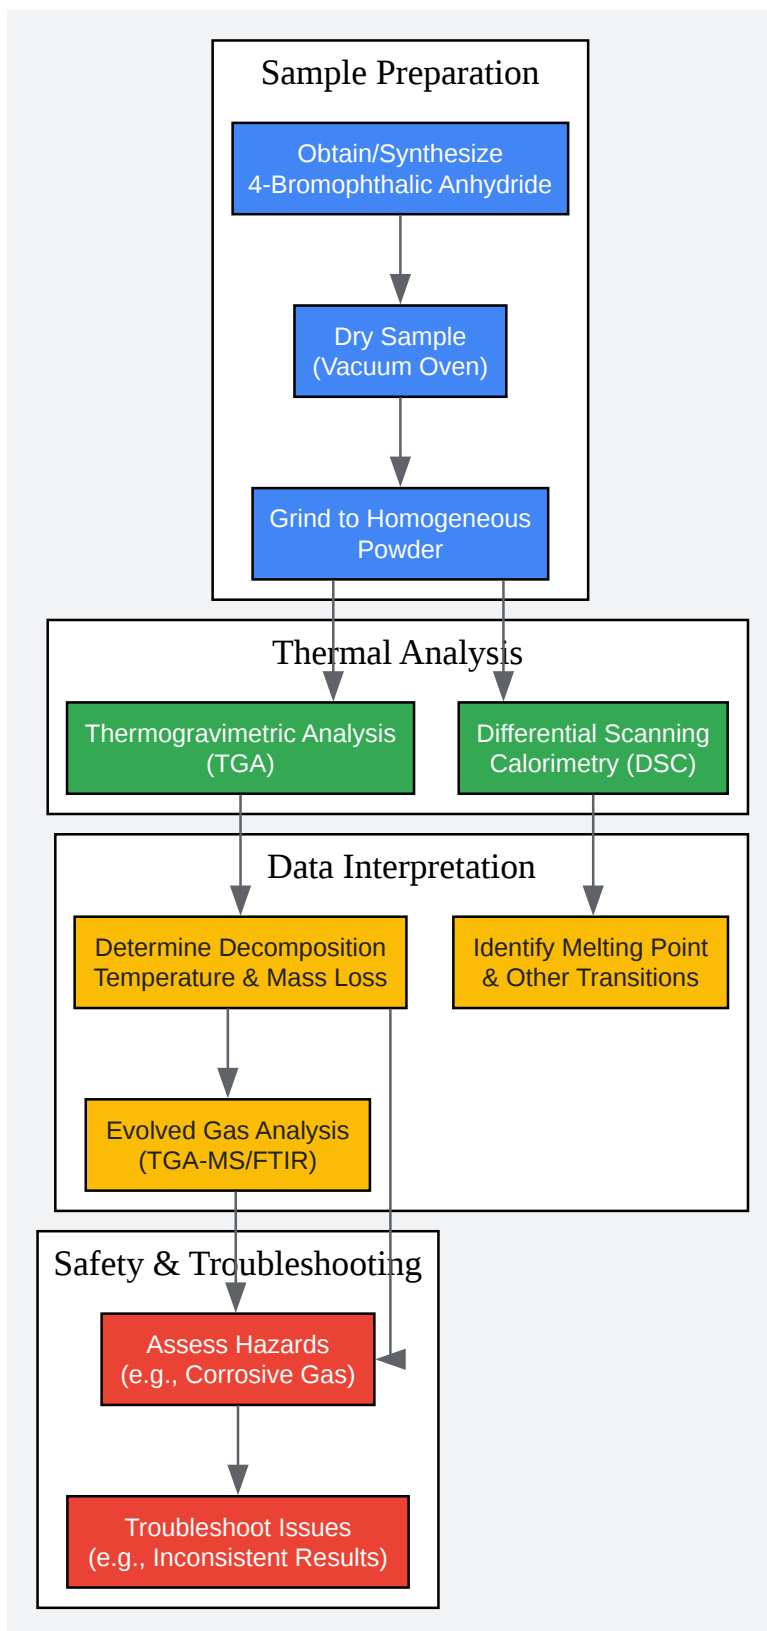 Sample Preparation
Obtain/Synthesize
4-Bromophthalic Anhydride
Dry Sample
(Vacuum Oven)
Grind to Homogeneous
Powder
Thermal Analysis
Thermogravimetric Analysis
(TGA)
Differential Scanning
Calorimetry (DSC)
Data Interpretation
Determine Decomposition
Temperature & Mass Loss
Identify Melting Point
& Other Transitions
Evolved Gas Analysis
(TGA-MS/FTIR)
Safety & Troubleshooting
Assess Hazards
(e.g., Corrosive Gas)
Troubleshoot Issues
(e.g., Inconsistent Results)